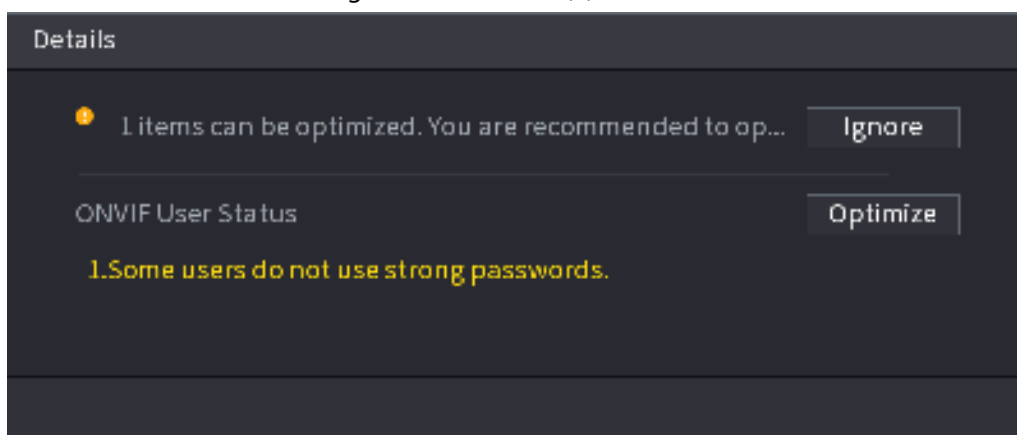 Details
1 items can be optimized. You are recommended to op... Ignore
ONVIF User Status Optimize
1.Some users do not use strong passwords.